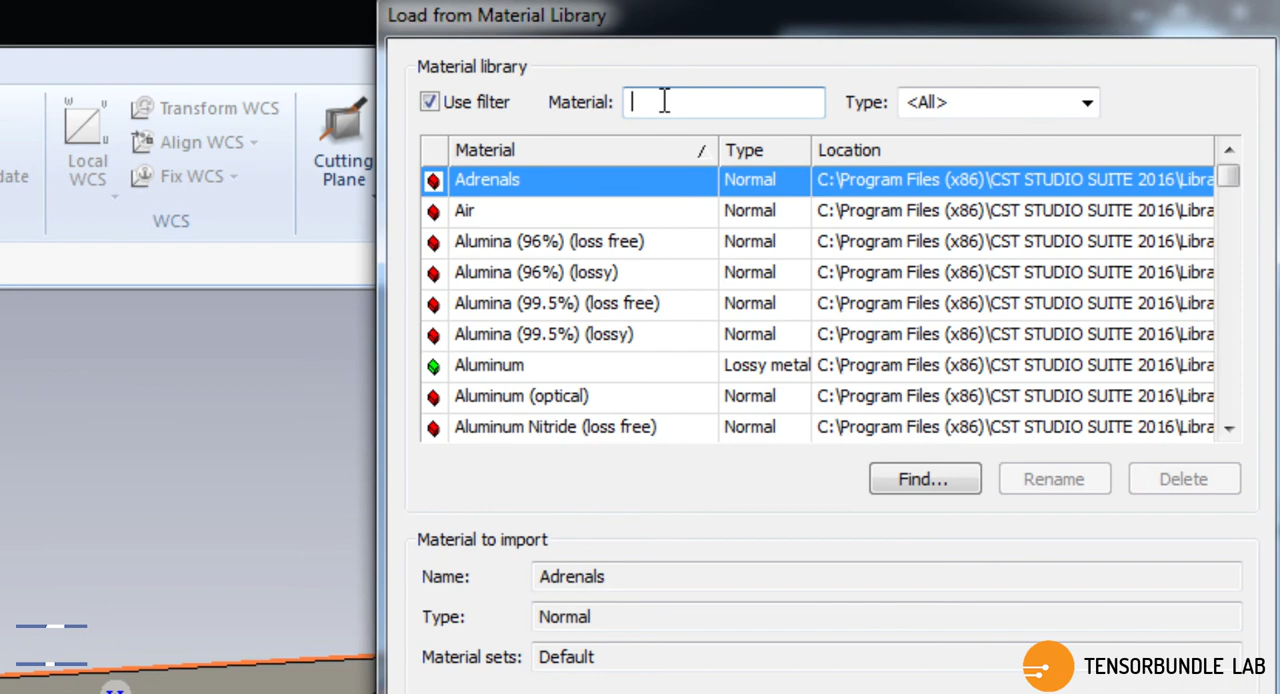 Load from Material Library
Material library
Use filter
Material:
Type: <All>
Material / Type Location
Adrenals Normal C:\Program Files (x86)\CST STUDIO SUITE 2016\Libra
Air Normal C:\Program Files (x86)\CST STUDIO SUITE 2016\Libra
Alumina (96%) (loss free) Normal C:\Program Files (x86)\CST STUDIO SUITE 2016\Libra
Alumina (96%) (lossy) Normal C:\Program Files (x86)\CST STUDIO SUITE 2016\Libra
Alumina (99.5%) (loss free) Normal C:\Program Files (x86)\CST STUDIO SUITE 2016\Libra
Alumina (99.5%) (lossy) Normal C:\Program Files (x86)\CST STUDIO SUITE 2016\Libra
Aluminum Lossy metal C:\Program Files (x86)\CST STUDIO SUITE 2016\Libra
Aluminum (optical) Normal C:\Program Files (x86)\CST STUDIO SUITE 2016\Libra
Aluminum Nitride (loss free) Normal C:\Program Files (x86)\CST STUDIO SUITE 2016\Libra
Find... Rename Delete
Material to import
Name: Adrenals
Type: Normal
Material sets: Default
date
w v
u
Local
WCS
Transform WCS
Align WCS
Fix WCS
WCS
Cutting
Plane
TENSORBUNDLE LAB